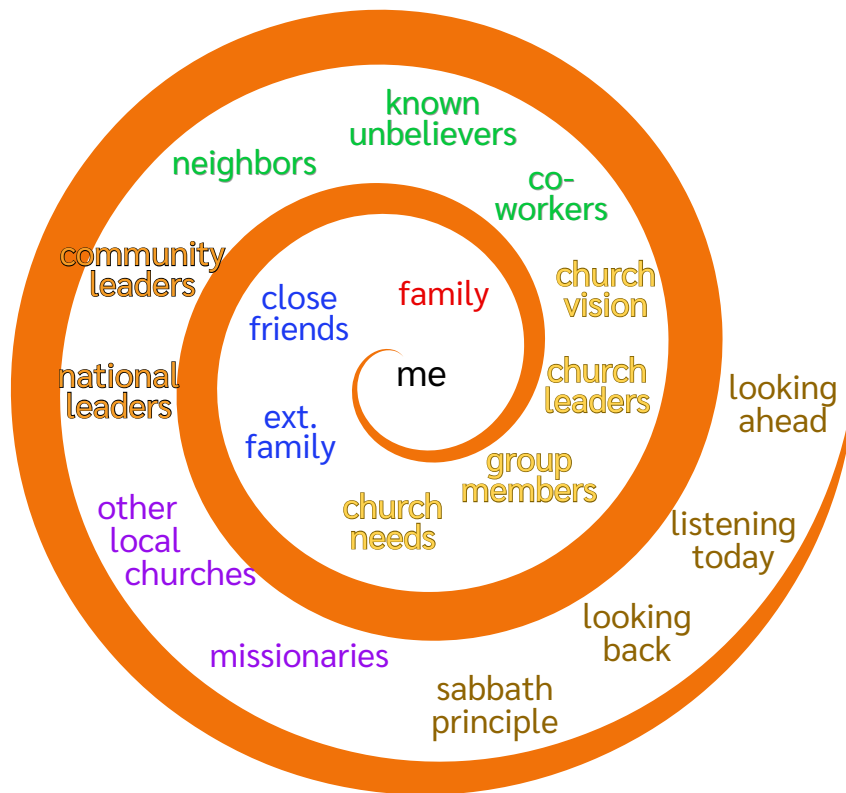 known
unbelievers
neighbors
co-
workers
community
leaders
church
vision
close
friends
family
me
national
leaders
church
leaders
looking
ahead
ext.
family
group
members
church
needs
other
local
churches
listening
today
looking
back
missionaries
sabbath
principle